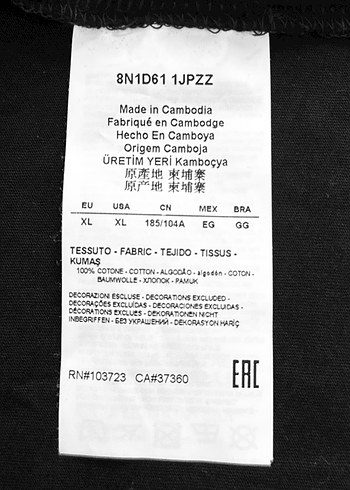 8N1D61 1JPZZ
Made in Cambodia
Fabriqué en Cambodge
Hecho En Camboya
Origem Camboja
ÜRETİM YERİ Kamboçya
原產地 柬埔寨
原产地 柬埔寨
EU USA CN MEX BRA
XL XL 185/104A EG GG
TESSUTO - FABRIC - TEJIDO - TISSUS -
KUMAŞ
100% COTONE - COTTON - ALGODÃO - algodón - COTON -
BAUMWOLLE - ХЛОПОК - PAMUK
DECORAZIONI ESCLUSE - DECORATIONS EXCLUDED -
DECORAÇÕES EXCLUÍDAS - DECORACIONES EXCLUIDAS -
DÉCORATIONS EXCLUES - DEKORATIONEN NICHT
INBEGRIFFEN - БЕЗ УКРАШЕНИЙ - DEKORASYON HARİÇ
RN#103723 CA#37360 EAC